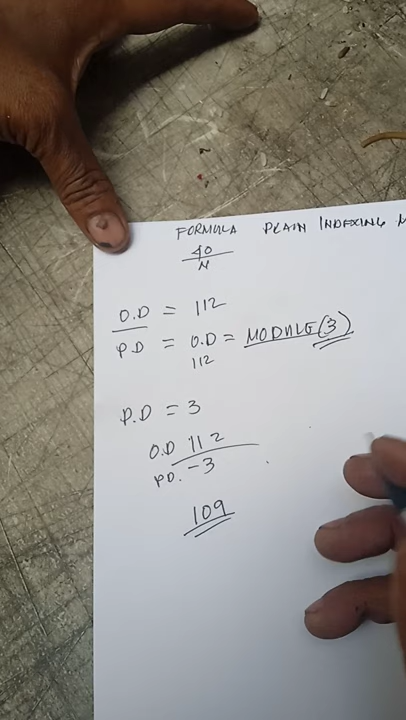 FORMULA PLAIN INDEXING
40
N
O.D = 112
P.D = O.D = MODULE (3)
112
P.D = 3
O.D 112
P.D. -3
109